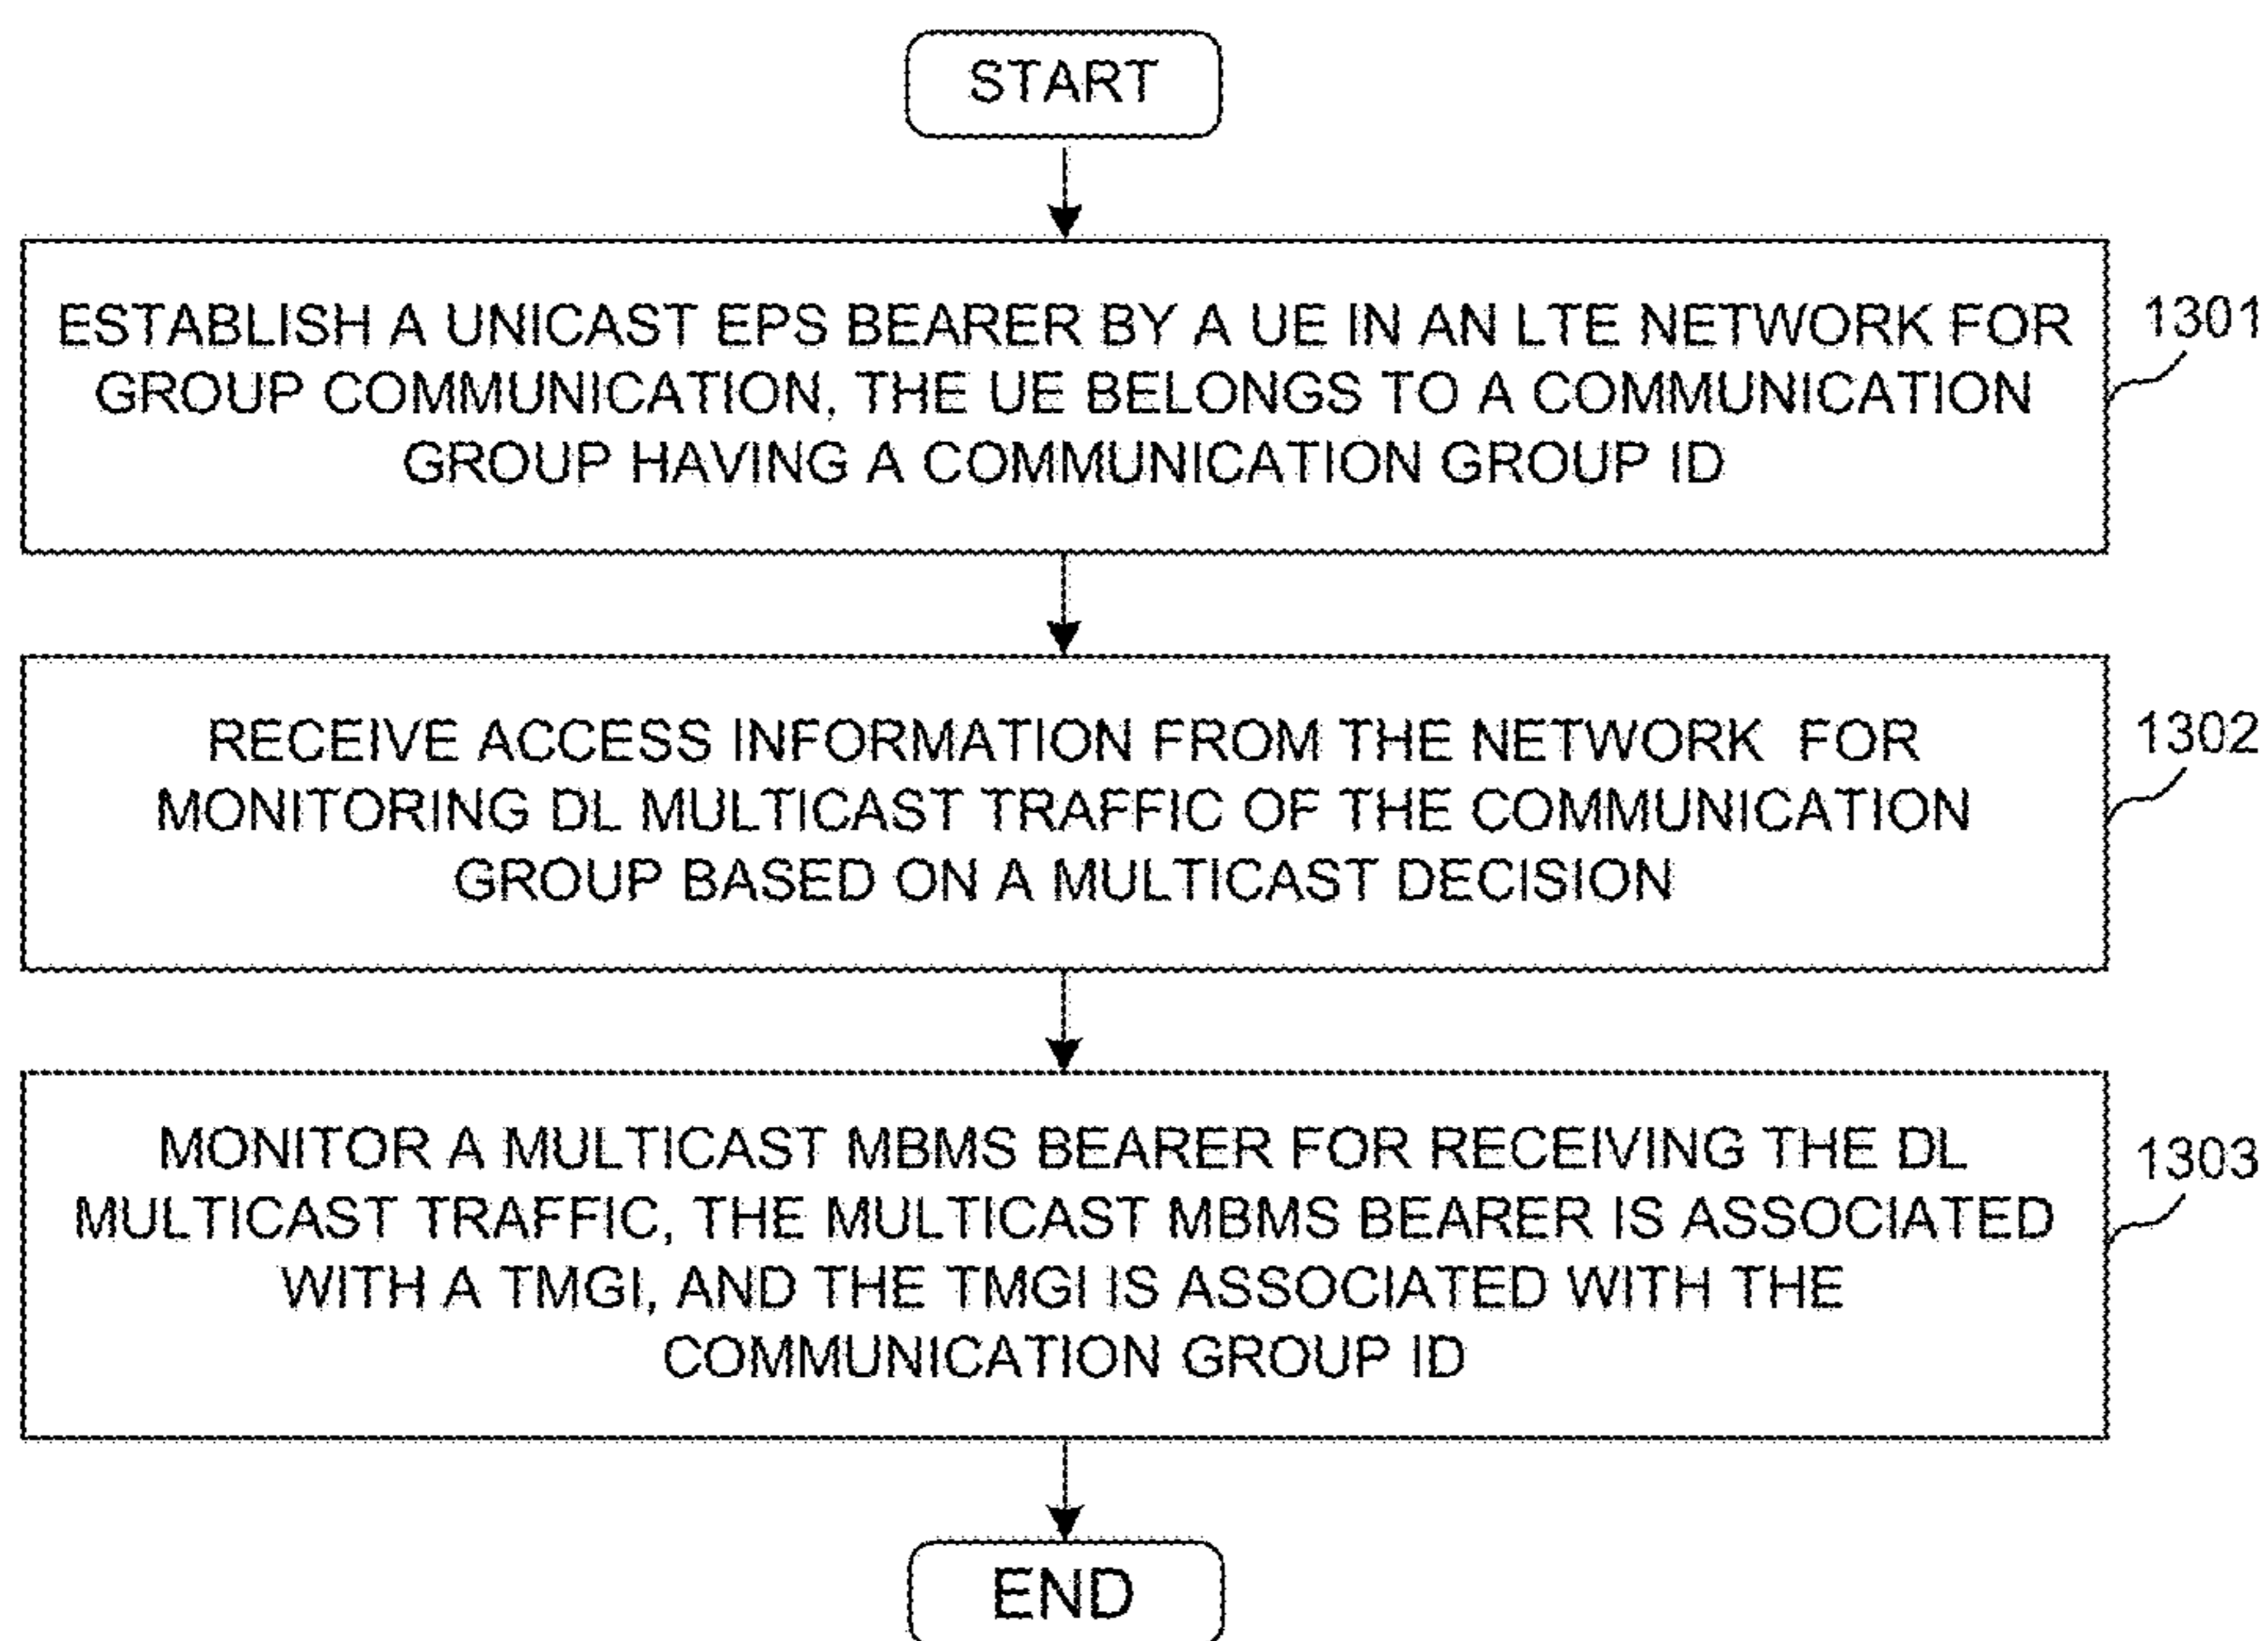 START
ESTABLISH A UNICAST EPS BEARER BY A UE IN AN LTE NETWORK FOR
GROUP COMMUNICATION, THE UE BELONGS TO A COMMUNICATION
GROUP HAVING A COMMUNICATION GROUP ID
1301
RECEIVE ACCESS INFORMATION FROM THE NETWORK FOR
MONITORING DL MULTICAST TRAFFIC OF THE COMMUNICATION
GROUP BASED ON A MULTICAST DECISION
1302
MONITOR A MULTICAST MBMS BEARER FOR RECEIVING THE DL
MULTICAST TRAFFIC, THE MULTICAST MBMS BEARER IS ASSOCIATED
WITH A TMGI, AND THE TMGI IS ASSOCIATED WITH THE
COMMUNICATION GROUP ID
1303
END